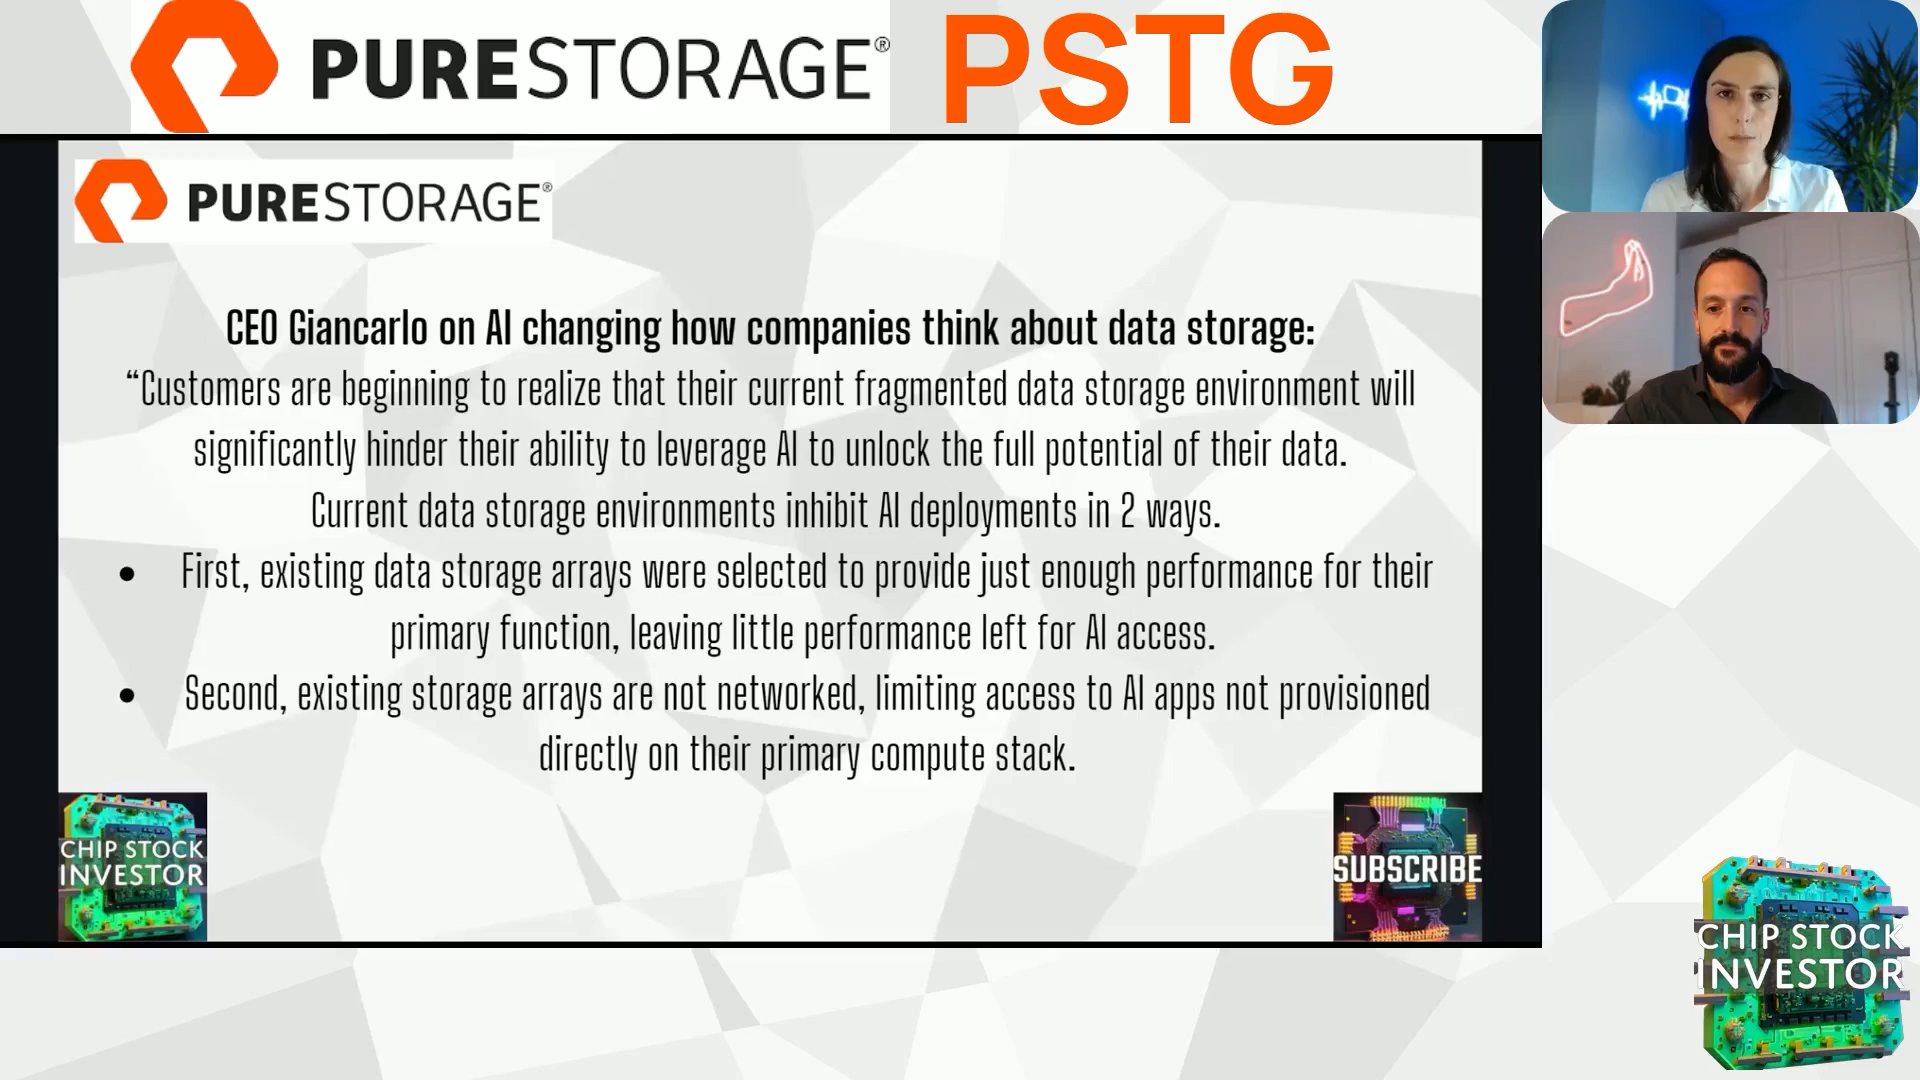 PURESTORAGE® PSTG
PURESTORAGE®
CEO Giancarlo on AI changing how companies think about data storage:
“Customers are beginning to realize that their current fragmented data storage environment will
significantly hinder their ability to leverage AI to unlock the full potential of their data.
Current data storage environments inhibit AI deployments in 2 ways.
• First, existing data storage arrays were selected to provide just enough performance for their
primary function, leaving little performance left for AI access.
• Second, existing storage arrays are not networked, limiting access to AI apps not provisioned
directly on their primary compute stack.
CHIP STOCK
INVESTOR
SUBSCRIBE
CHIP STOCK
INVESTOR